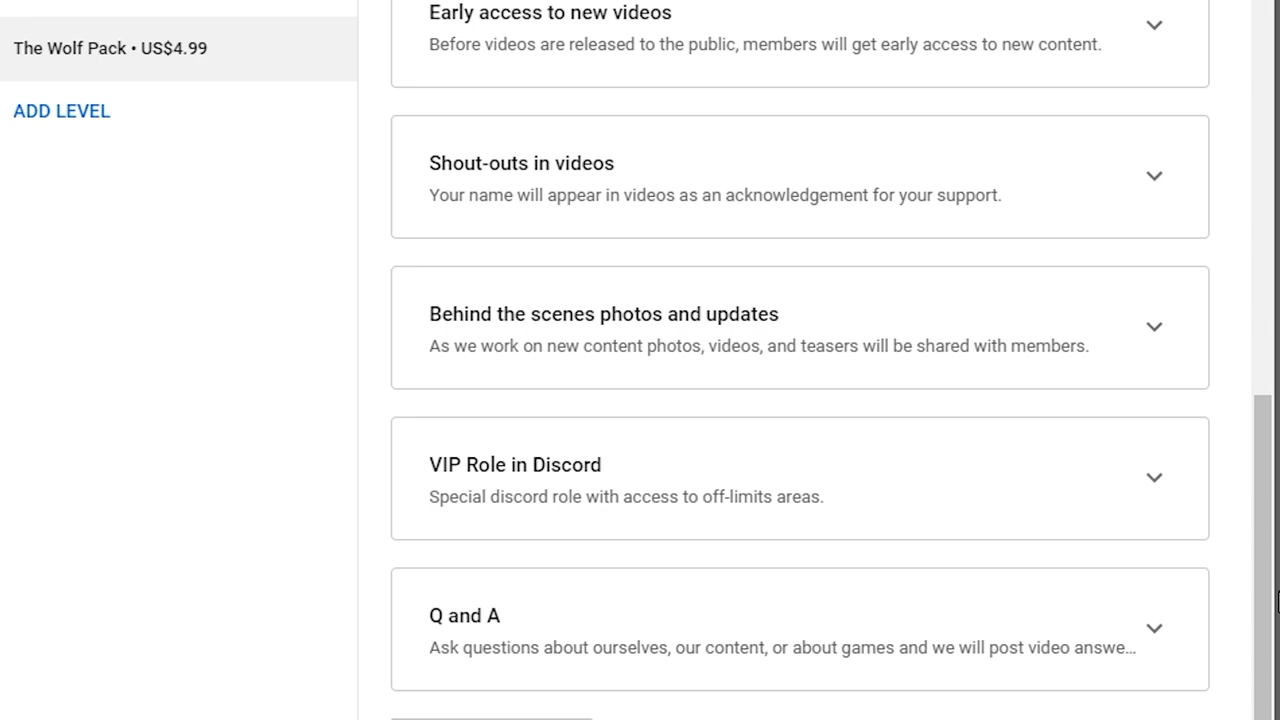 The Wolf Pack • US$4.99
ADD LEVEL
Early access to new videos
Before videos are released to the public, members will get early access to new content.
Shout-outs in videos
Your name will appear in videos as an acknowledgement for your support.
Behind the scenes photos and updates
As we work on new content photos, videos, and teasers will be shared with members.
VIP Role in Discord
Special discord role with access to off-limits areas.
Q and A
Ask questions about ourselves, our content, or about games and we will post video answe...